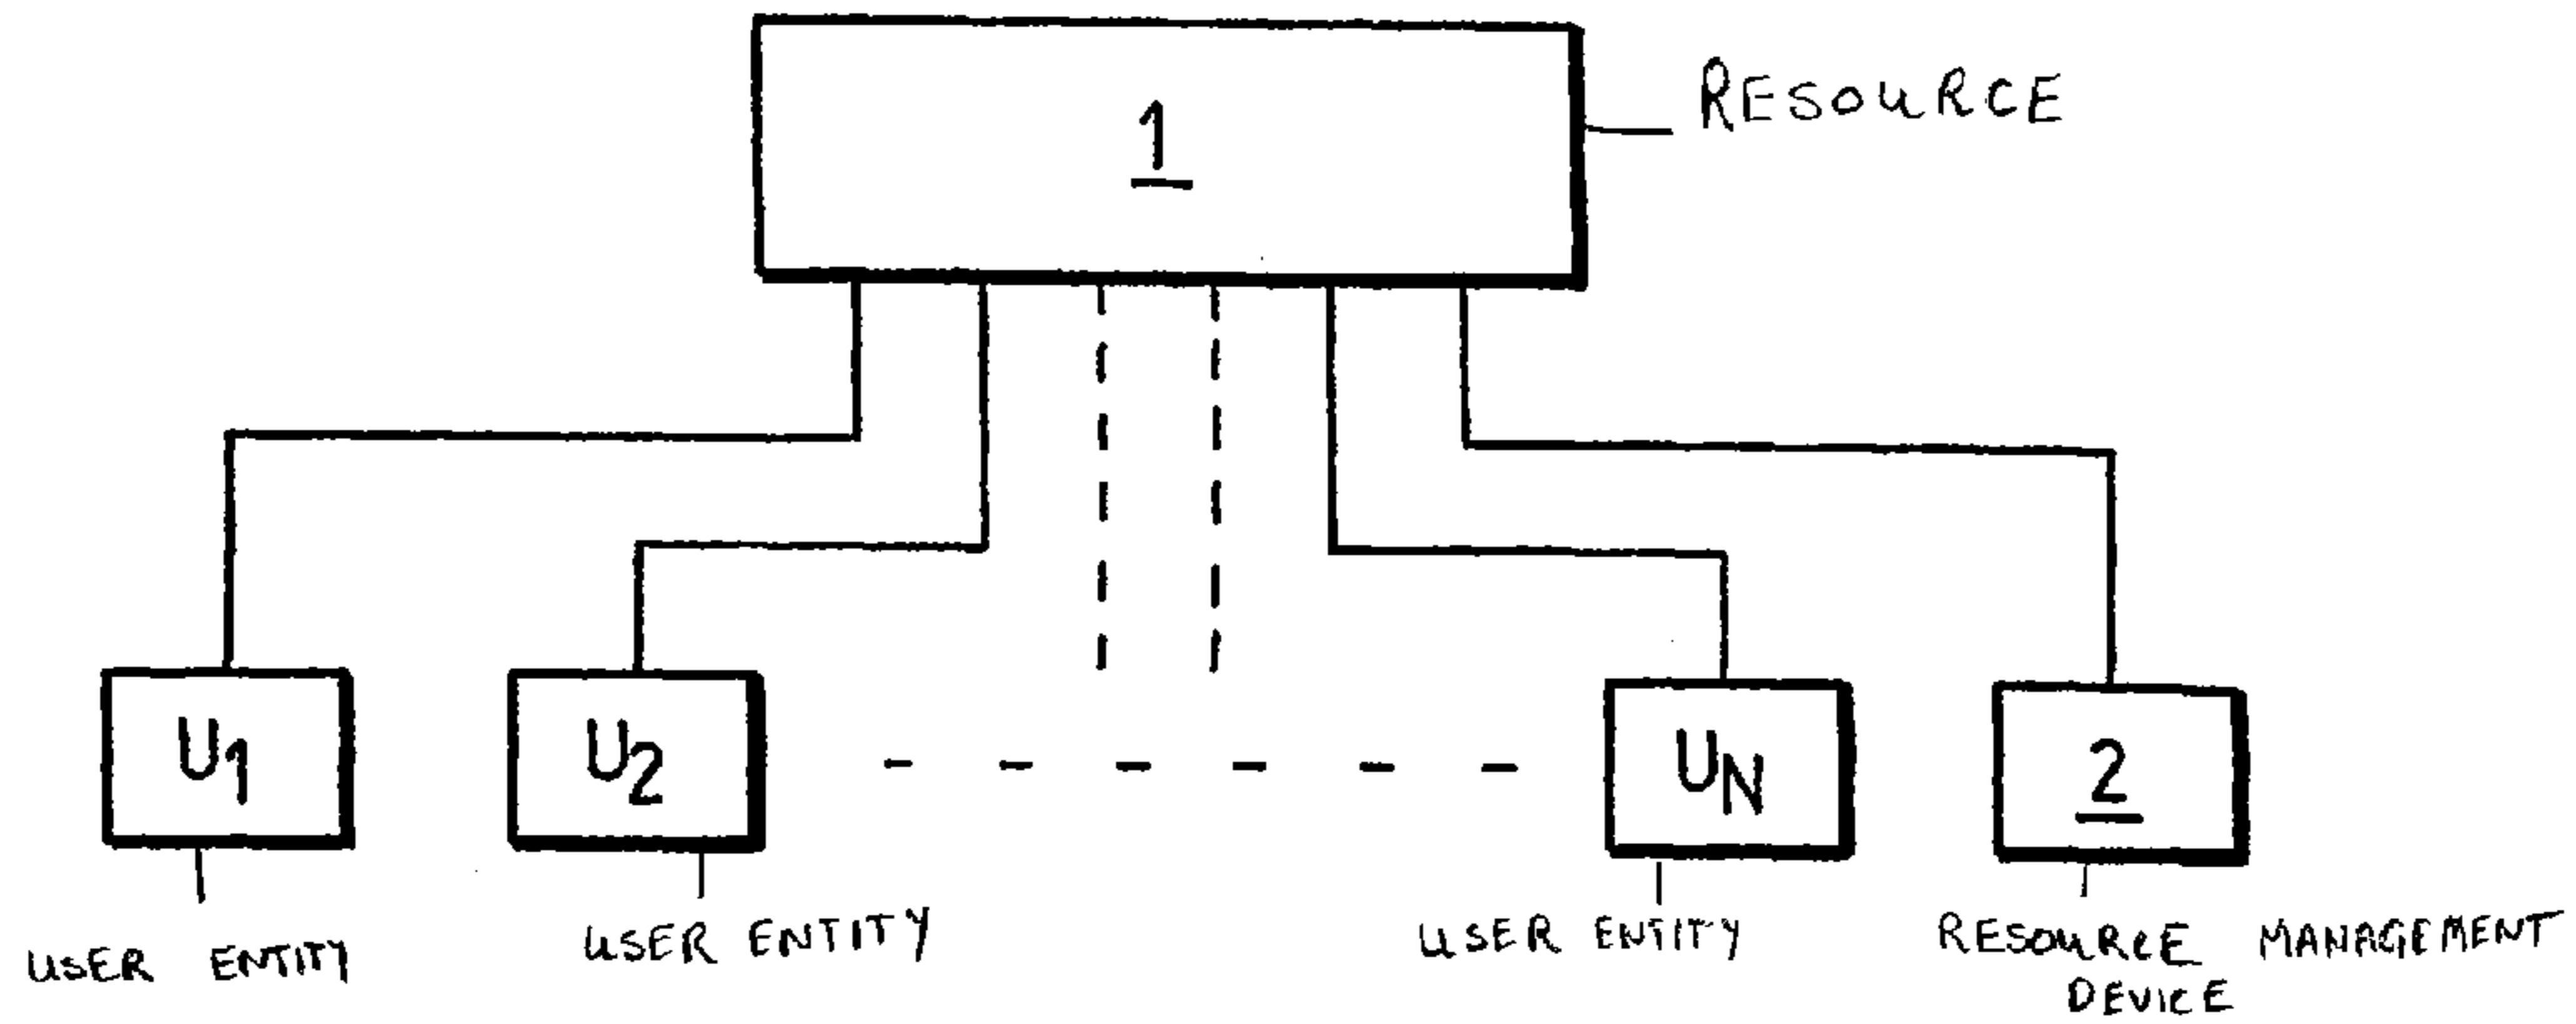 1
RESOURCE
U1
U2
UN
2
USER ENTITY
USER ENTITY
USER ENTITY
RESOURCE MANAGEMENT
DEVICE